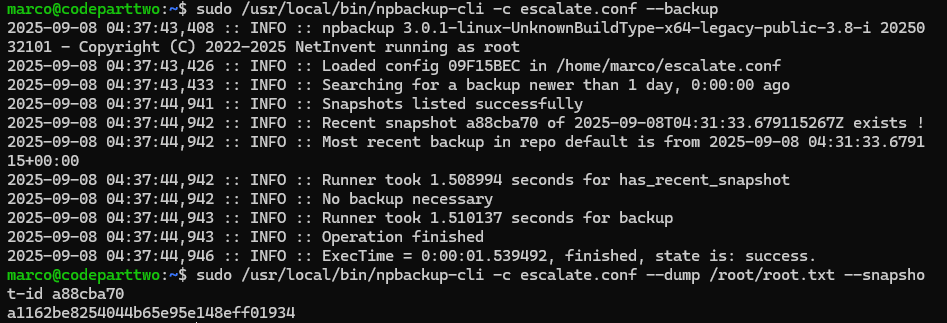 marco@codeparttwo:~$ sudo /usr/local/bin/npbackup-cli -c escalate.conf --backup
2025-09-08 04:37:43,408 :: INFO :: npbackup 3.0.1-linux-UnknownBuildType-x64-legacy-public-3.8-i 20250
32101 - Copyright (C) 2022-2025 NetInvent running as root
2025-09-08 04:37:43,426 :: INFO :: Loaded config 09F15BEC in /home/marco/escalate.conf
2025-09-08 04:37:43,433 :: INFO :: Searching for a backup newer than 1 day, 0:00:00 ago
2025-09-08 04:37:44,941 :: INFO :: Snapshots listed successfully
2025-09-08 04:37:44,942 :: INFO :: Recent snapshot a88cba70 of 2025-09-08T04:31:33.679115267Z exists !
2025-09-08 04:37:44,942 :: INFO :: Most recent backup in repo default is from 2025-09-08 04:31:33.6791
15+00:00
2025-09-08 04:37:44,942 :: INFO :: Runner took 1.508994 seconds for has_recent_snapshot
2025-09-08 04:37:44,942 :: INFO :: No backup necessary
2025-09-08 04:37:44,943 :: INFO :: Runner took 1.510137 seconds for backup
2025-09-08 04:37:44,943 :: INFO :: Operation finished
2025-09-08 04:37:44,946 :: INFO :: ExecTime = 0:00:01.539492, finished, state is: success.
marco@codeparttwo:~$ sudo /usr/local/bin/npbackup-cli -c escalate.conf --dump /root/root.txt --snapsho
t-id a88cba70
a1162be8254044b65e95e148eff01934